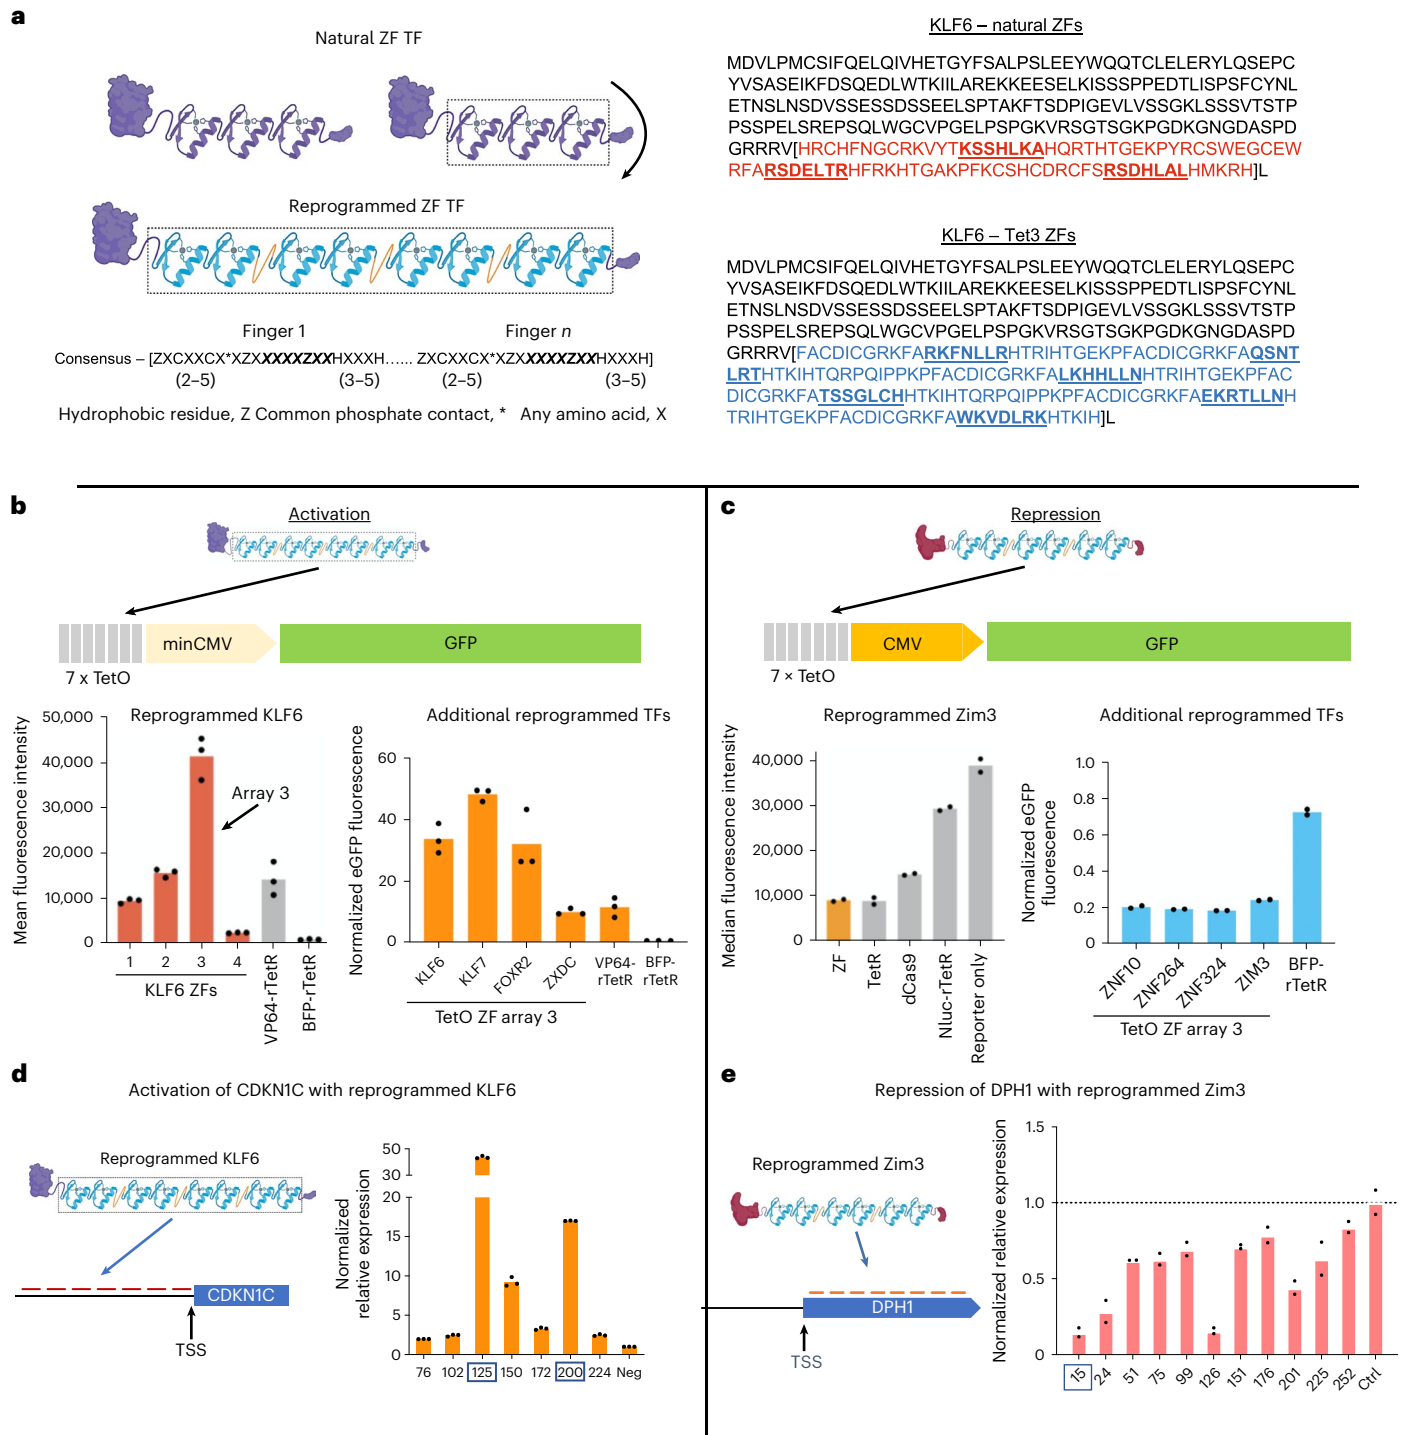 a
Natural ZF TF
Reprogrammed ZF TF
Finger 1
Finger n
Consensus – [ZXCXXCX*XZXXXXXZXXHXXXH...... ZXCXXCX*XZXXXXXZXXHXXXH]
(2–5)
(3–5)
(2–5)
(3–5)
Hydrophobic residue, Z Common phosphate contact, * Any amino acid, X
KLF6 – natural ZFs
MDVLPMCSIFQELQIVHETGYFSALPSLEEYWQQTCLELERYLQSEPC
YVSASEIKFDSQEDLWTKIILAREKKEESELKISSSPPEDTLISPSFCYNL
ETNSLNSDVSSESSDSSEELSPTAKFTSDPIGEVLVSSGKLSSSVTSTP
PSSPELSREPSQLWGCVPGELPSPGKVRSGTSGKPGDKGNGDASPD
GRRRV[HRCHFNGCRKVYTKSSHLKAHQRTHTGEKPYRCSWEGCEW
RFARSDELTRHFRKHTGAKPFKCSHCDRCFSRSDHLALHMKRH]L
KLF6 – Tet3 ZFs
MDVLPMCSIFQELQIVHETGYFSALPSLEEYWQQTCLELERYLQSEPC
YVSASEIKFDSQEDLWTKIILAREKKEESELKISSSPPEDTLISPSFCYNL
ETNSLNSDVSSESSDSSEELSPTAKFTSDPIGEVLVSSGKLSSSVTSTP
PSSPELSREPSQLWGCVPGELPSPGKVRSGTSGKPGDKGNGDASPD
GRRRV[FACDICGRKFARKFNLLRHTRIHTGEKPFACDICGRKFAQSNT
LRTHTKIHTQRPQIPPKPFACDICGRKFALKHHLLNHTRIHTGEKPFAC
DICGRKFATSSGLCHHTKIHTQRPQIPPKPFACDICGRKFAEKRTLLNH
TRIHTGEKPFACDICGRKFAWKVDLRKHTKIH]L
b
Activation
minCMV
GFP
7 x TetO
Reprogrammed KLF6
Mean fluorescence intensity
50,000
40,000
30,000
20,000
10,000
0
Array 3
1 2 3 4
KLF6 ZFs
VP64-rTetR
BFP-rTetR
Additional reprogrammed TFs
Normalized eGFP fluorescence
60
40
20
0
KLF6
KLF7
FOXR2
ZXDC
VP64-
rTetR
BFP-
rTetR
TetO ZF array 3
c
Repression
CMV
GFP
7 × TetO
Reprogrammed Zim3
Median fluorescence intensity
40,000
30,000
20,000
10,000
0
ZF
TetR
dCas9
Nluc-rTetR
Reporter only
Additional reprogrammed TFs
Normalized eGFP
fluorescence
1.0
0.8
0.6
0.4
0.2
0
ZNF10
ZNF264
ZNF324
ZIM3
BFP-
rTetR
TetO ZF array 3
d
Activation of CDKN1C with reprogrammed KLF6
Reprogrammed KLF6
CDKN1C
TSS
Normalized
relative expression
50
30
20
15
10
5
0
76 102 125 150 172 200 224 Neg
e
Repression of DPH1 with reprogrammed Zim3
Reprogrammed Zim3
DPH1
TSS
Normalized relative expression
1.5
1.0
0.5
0
15 24 51 75 99 126 151 176 201 225 252 Ctrl